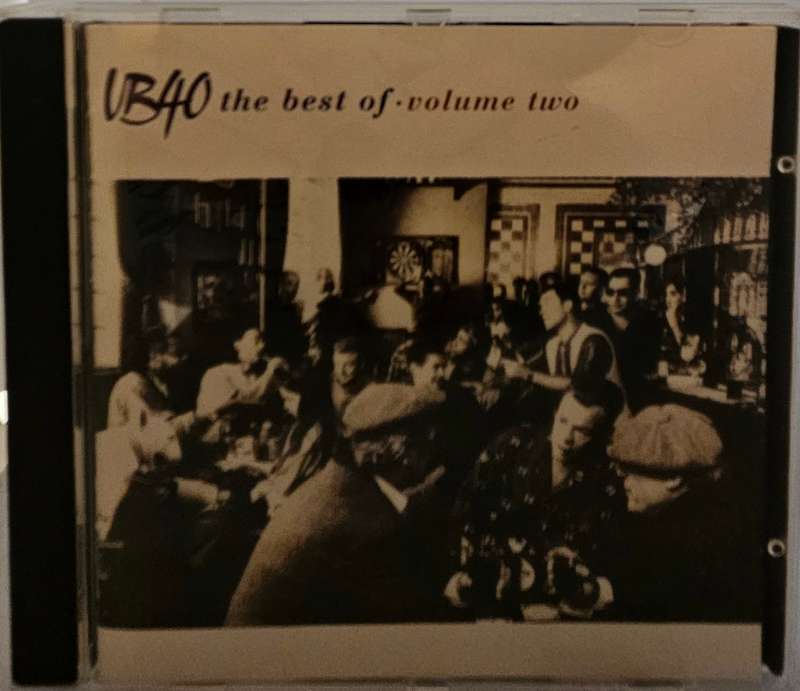 UB40 the best of · volume two